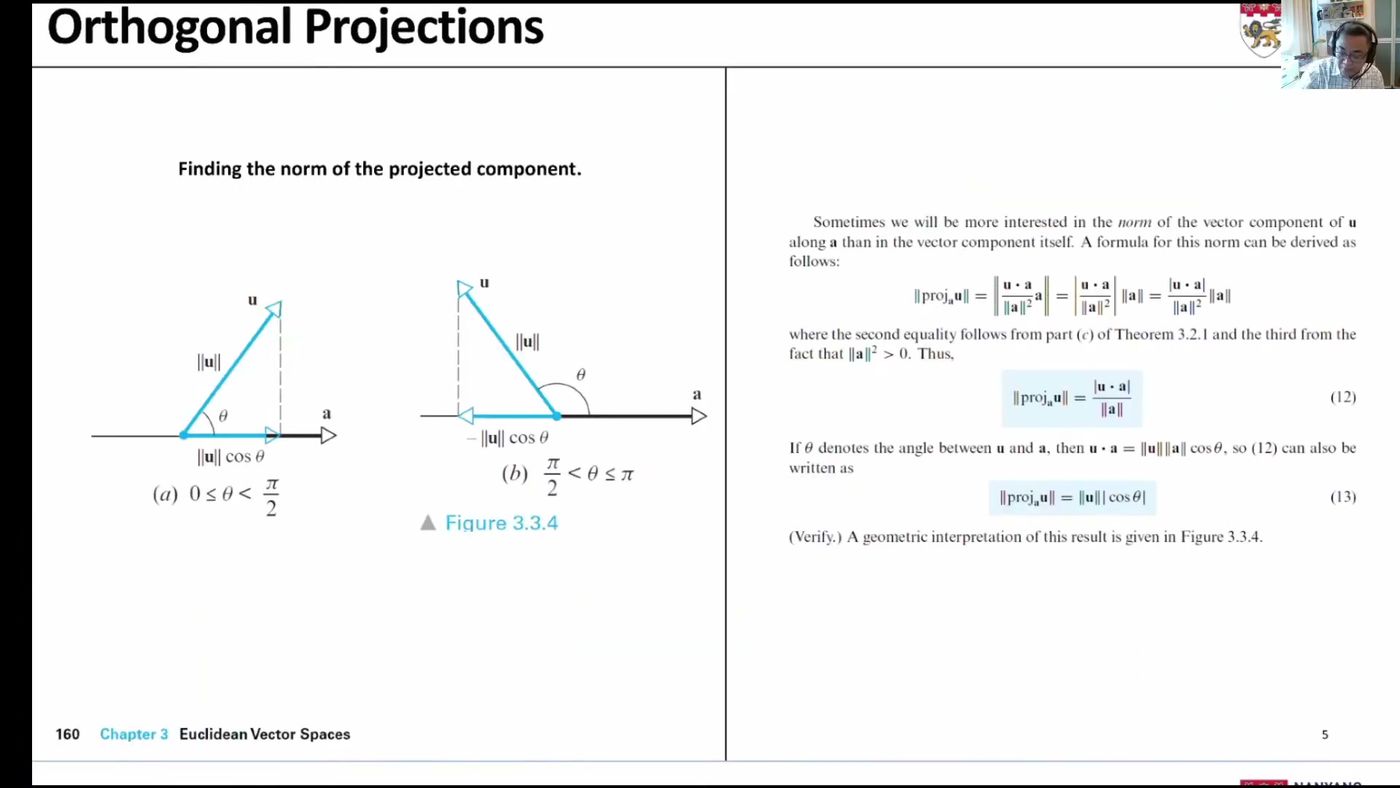 Orthogonal Projections
Finding the norm of the projected component.
u
‖u‖
θ
a
‖u‖ cos θ
(a) 0 ≤ θ < π/2
u
‖u‖
θ
a
− ‖u‖ cos θ
(b) π/2 < θ ≤ π
▲ Figure 3.3.4
160 Chapter 3 Euclidean Vector Spaces
Sometimes we will be more interested in the norm of the vector component of u
along a than in the vector component itself. A formula for this norm can be derived as
follows:
‖projₐu‖ = ‖(u · a / ‖a‖²) a‖ = |u · a / ‖a‖²| ‖a‖ = (|u · a| / ‖a‖²) ‖a‖
where the second equality follows from part (c) of Theorem 3.2.1 and the third from the
fact that ‖a‖² > 0. Thus,
‖projₐu‖ = |u · a| / ‖a‖ (12)
If θ denotes the angle between u and a, then u · a = ‖u‖‖a‖ cos θ, so (12) can also be
written as
‖projₐu‖ = ‖u‖| cos θ| (13)
(Verify.) A geometric interpretation of this result is given in Figure 3.3.4.
5